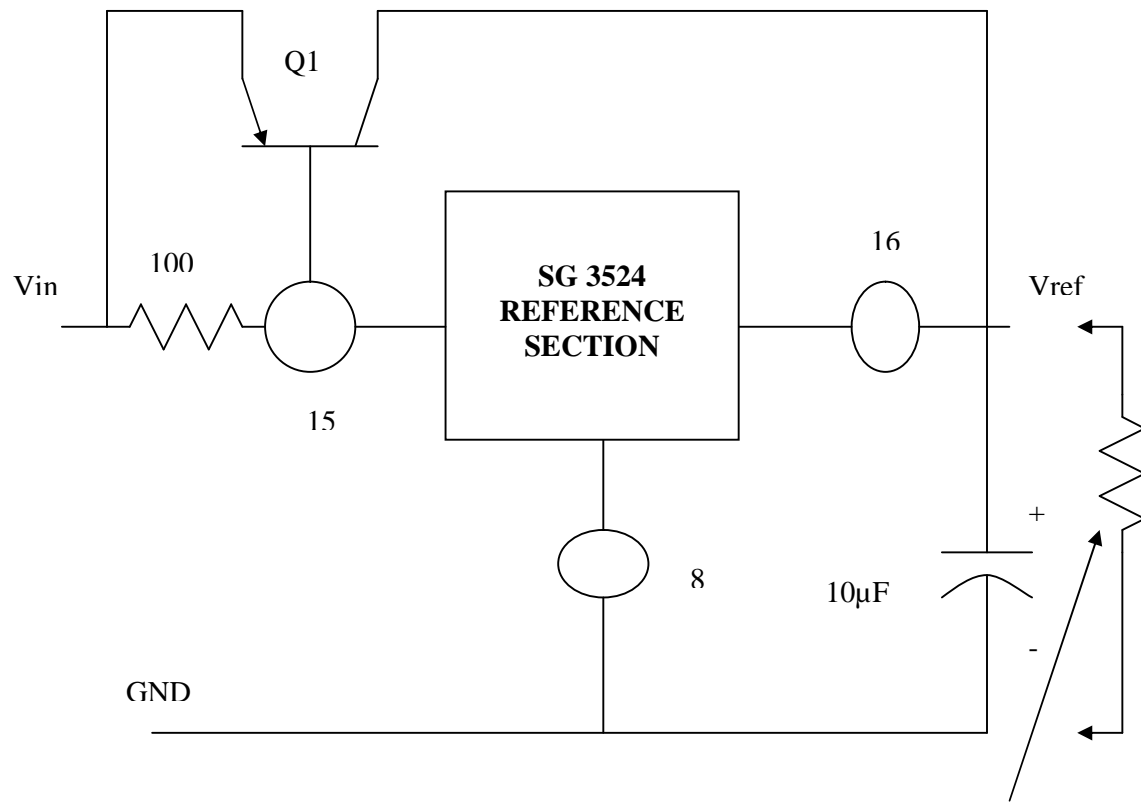 Q1
16
100
SG 3524
REFERENCE
SECTION
Vin
Vref
15
+
8
10µF
-
GND